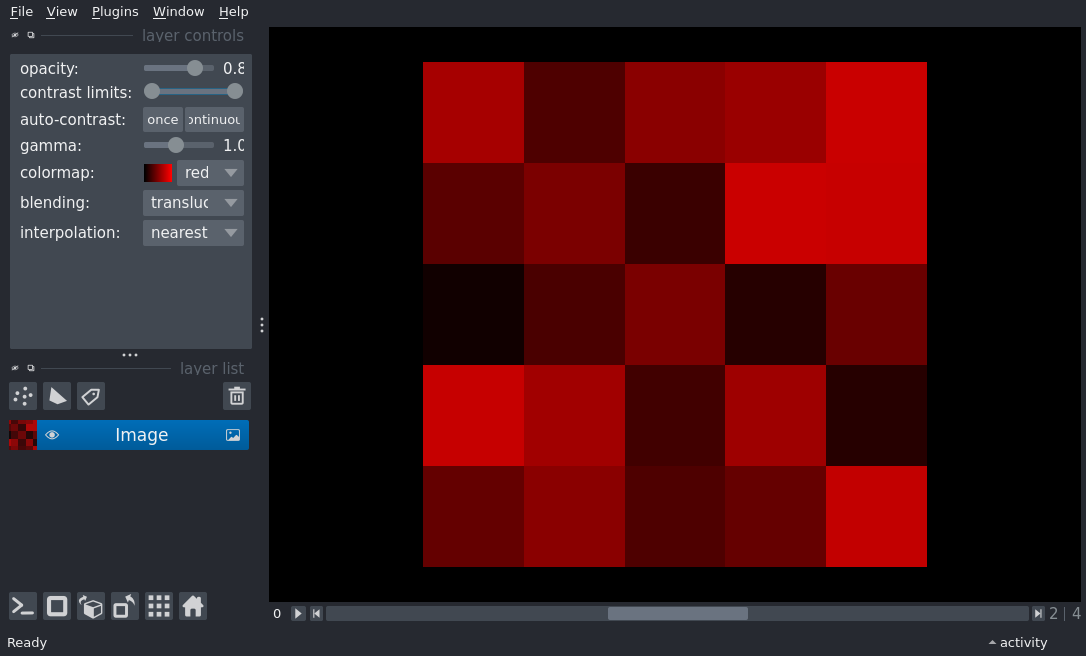 File View Plugins Window Help
layer controls
opacity: 0.8
contrast limits:
auto-contrast: once ontinuou
gamma: 1.0
colormap: red
blending: transluc
interpolation: nearest
layer list
Image
0 2 | 4
Ready activity